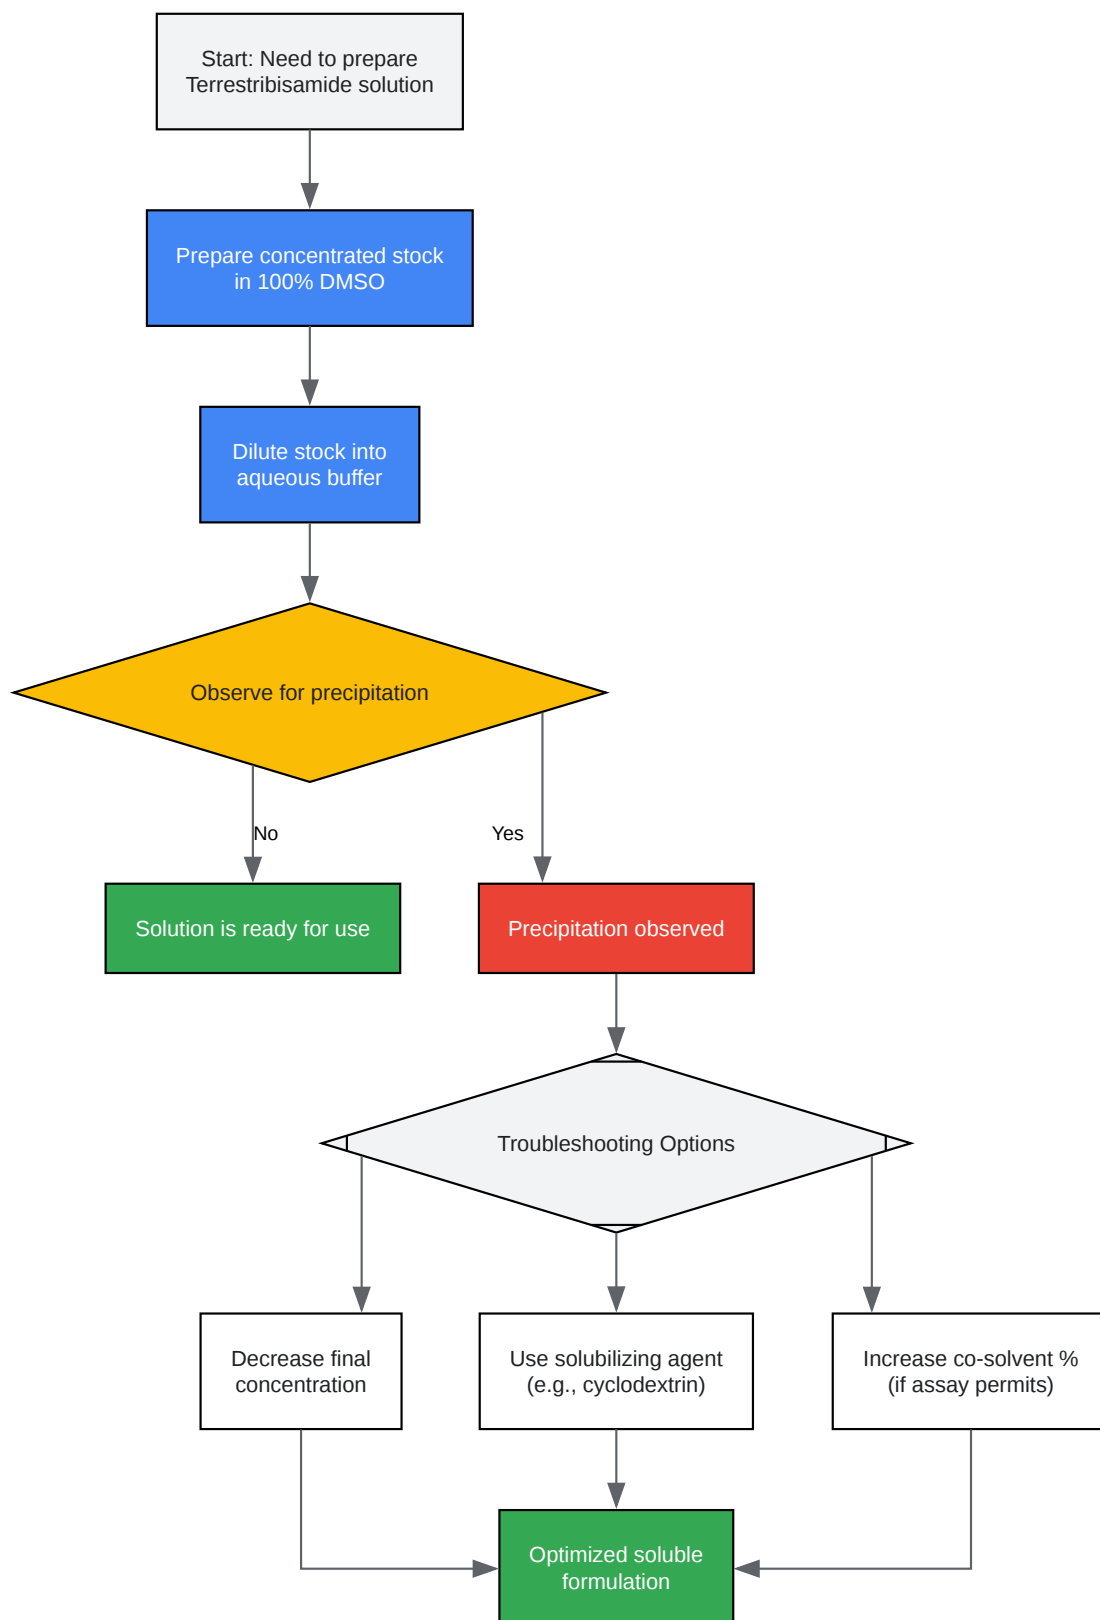 Start: Need to prepare
Terrestribisamide solution
Prepare concentrated stock
in 100% DMSO
Dilute stock into
aqueous buffer
Observe for precipitation
No
Yes
Solution is ready for use
Precipitation observed
Troubleshooting Options
Decrease final
concentration
Use solubilizing agent
(e.g., cyclodextrin)
Increase co-solvent %
(if assay permits)
Optimized soluble
formulation